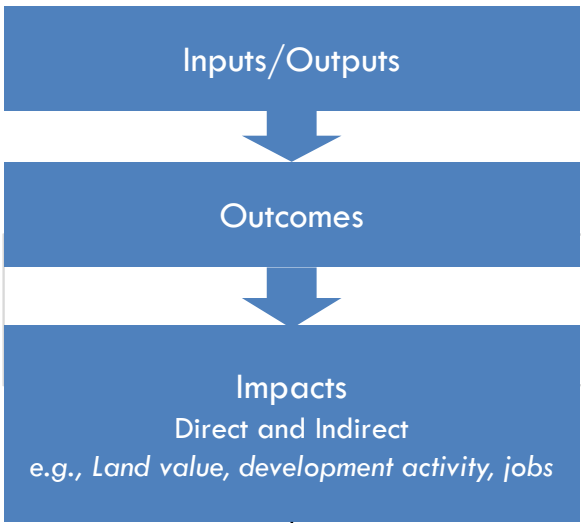 Inputs/Outputs
Outcomes
Impacts
Direct and Indirect
e.g., Land value, development activity, jobs